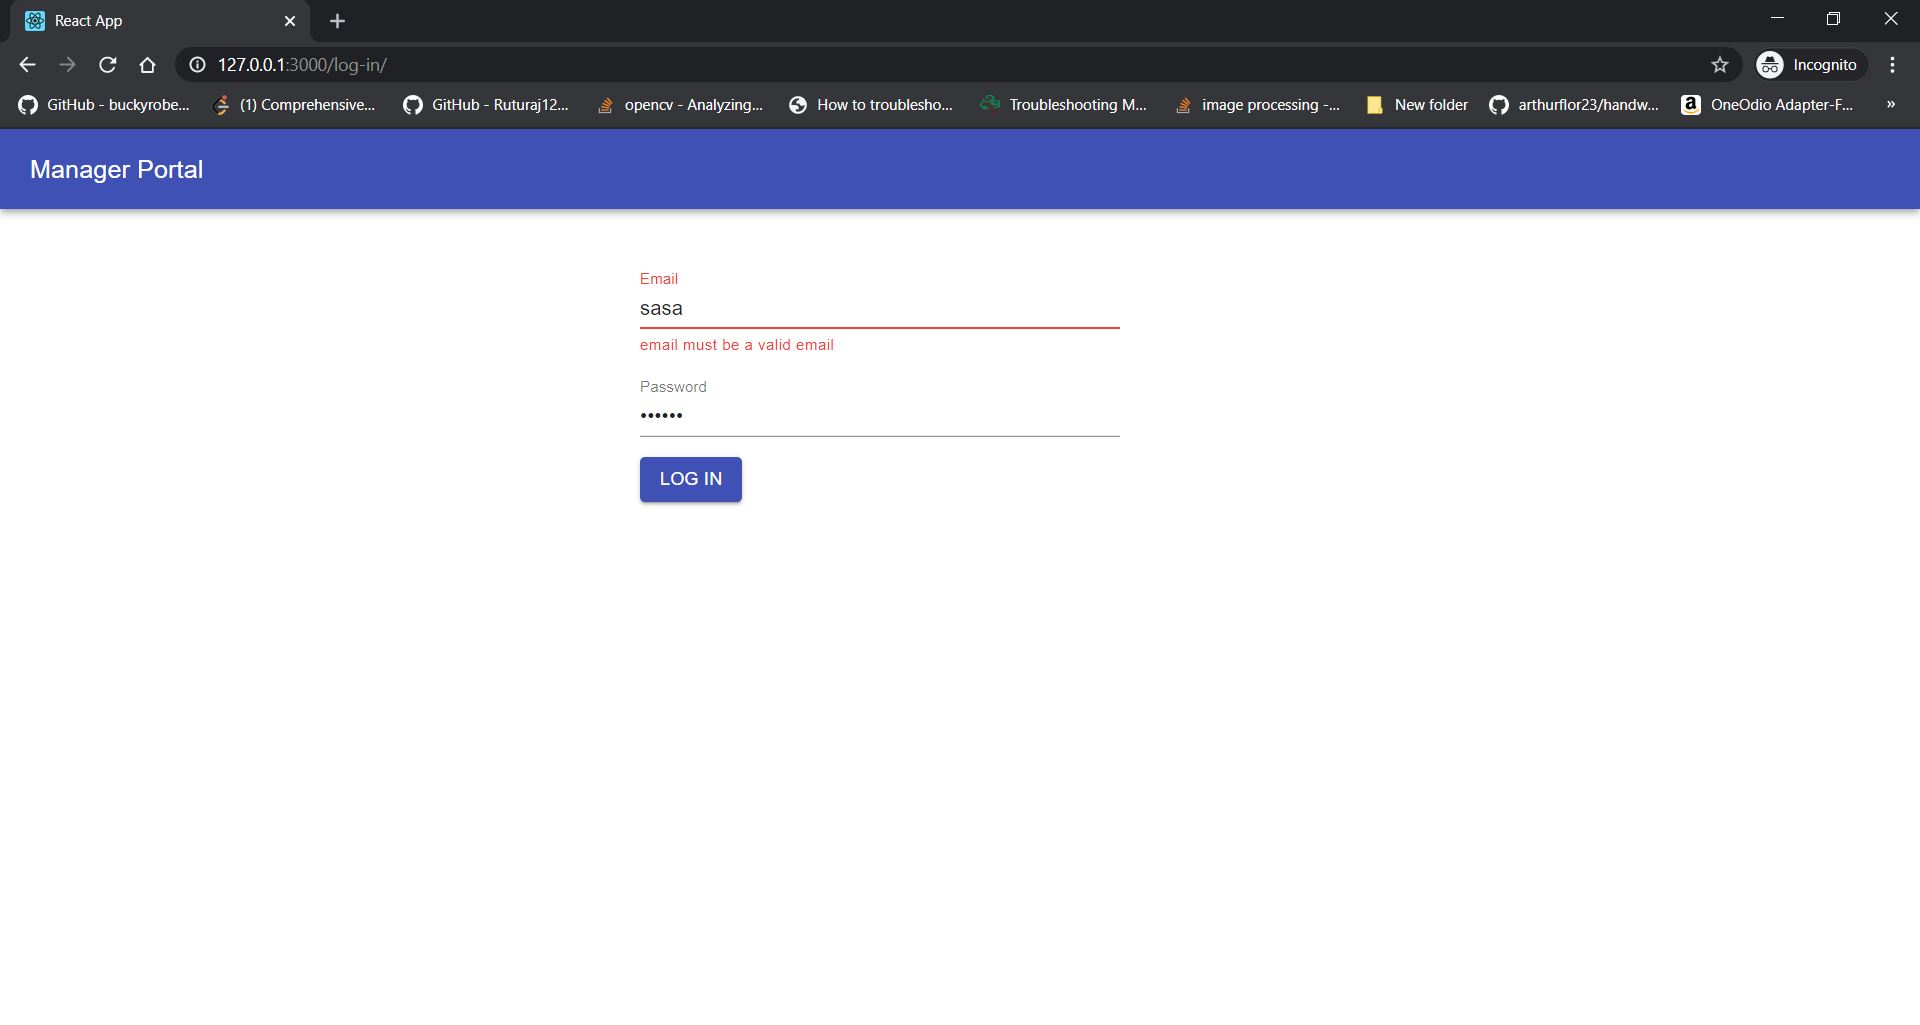 React App
127.0.0.1:3000/log-in/
Incognito
GitHub - buckyrobe...
(1) Comprehensive...
GitHub - Ruturaj12...
opencv - Analyzing...
How to troublesho...
Troubleshooting M...
image processing -...
New folder
arthurflor23/handw...
OneOdio Adapter-F...
»
Manager Portal
Email
sasa
email must be a valid email
Password
••••••
LOG IN